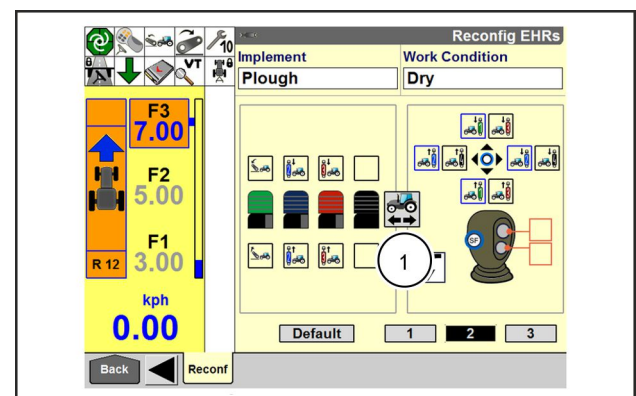 Reconfig EHRs
10
VT
Implement
Work Condition
Plough
Dry
F3
7.00
F2
5.00
F1
3.00
R 12
kph
0.00
SF
1
Default
1
2
3
Back
Reconf